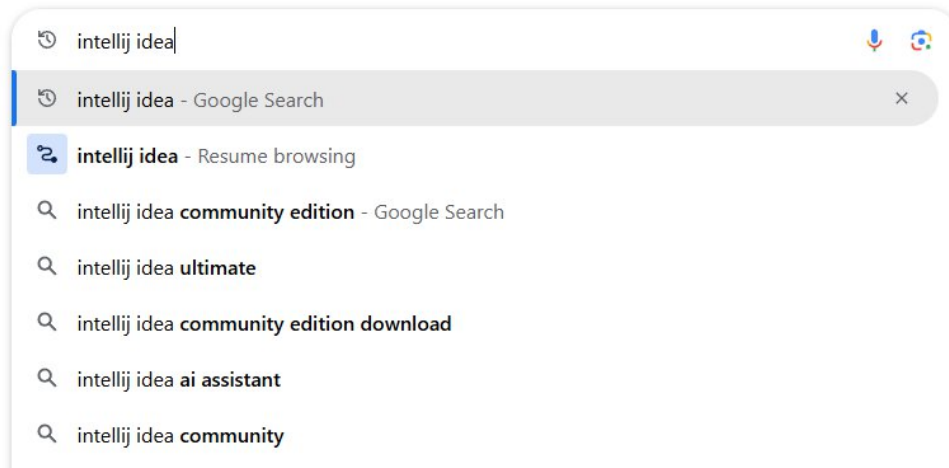 intellij idea
intellij idea - Google Search
intellij idea - Resume browsing
intellij idea community edition - Google Search
intellij idea ultimate
intellij idea community edition download
intellij idea ai assistant
intellij idea community